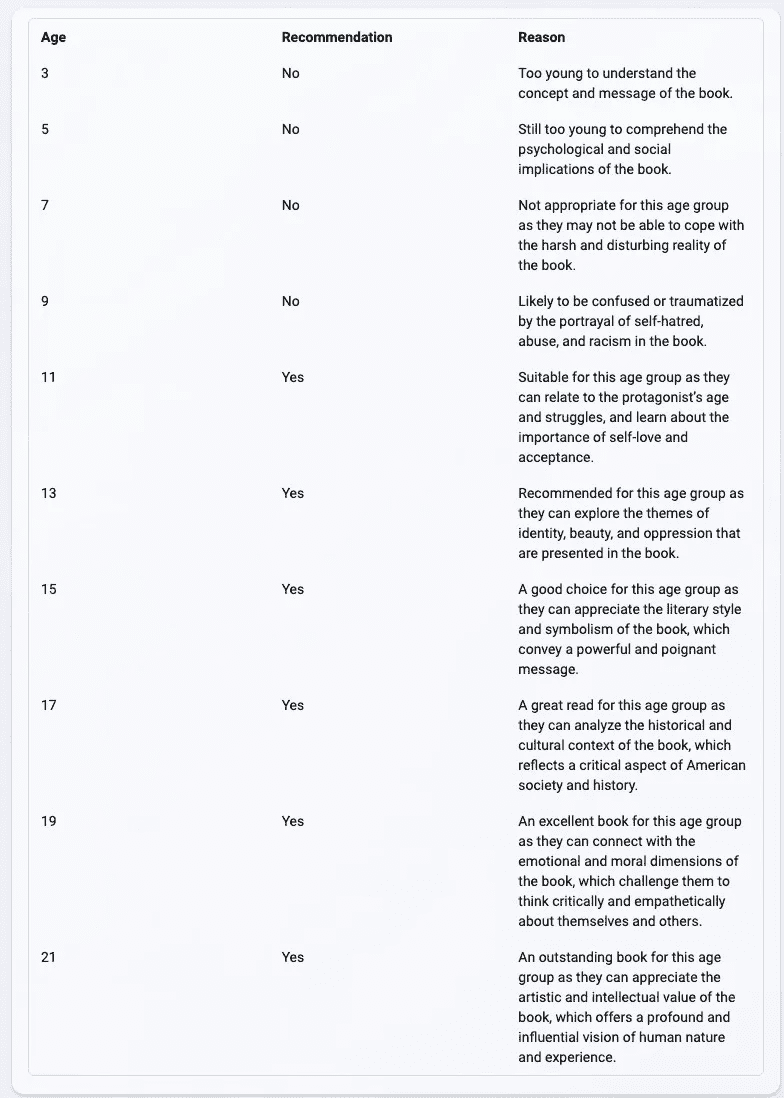 Age Recommendation Reason
3 No Too young to understand the
concept and message of the book.
5 No Still too young to comprehend the
psychological and social
implications of the book.
7 No Not appropriate for this age group
as they may not be able to cope with
the harsh and disturbing reality of
the book.
9 No Likely to be confused or traumatized
by the portrayal of self-hatred,
abuse, and racism in the book.
11 Yes Suitable for this age group as they
can relate to the protagonist's age
and struggles, and learn about the
importance of self-love and
acceptance.
13 Yes Recommended for this age group as
they can explore the themes of
identity, beauty, and oppression that
are presented in the book.
15 Yes A good choice for this age group as
they can appreciate the literary style
and symbolism of the book, which
convey a powerful and poignant
message.
17 Yes A great read for this age group as
they can analyze the historical and
cultural context of the book, which
reflects a critical aspect of American
society and history.
19 Yes An excellent book for this age group
as they can connect with the
emotional and moral dimensions of
the book, which challenge them to
think critically and empathetically
about themselves and others.
21 Yes An outstanding book for this age
group as they can appreciate the
artistic and intellectual value of the
book, which offers a profound and
influential vision of human nature
and experience.